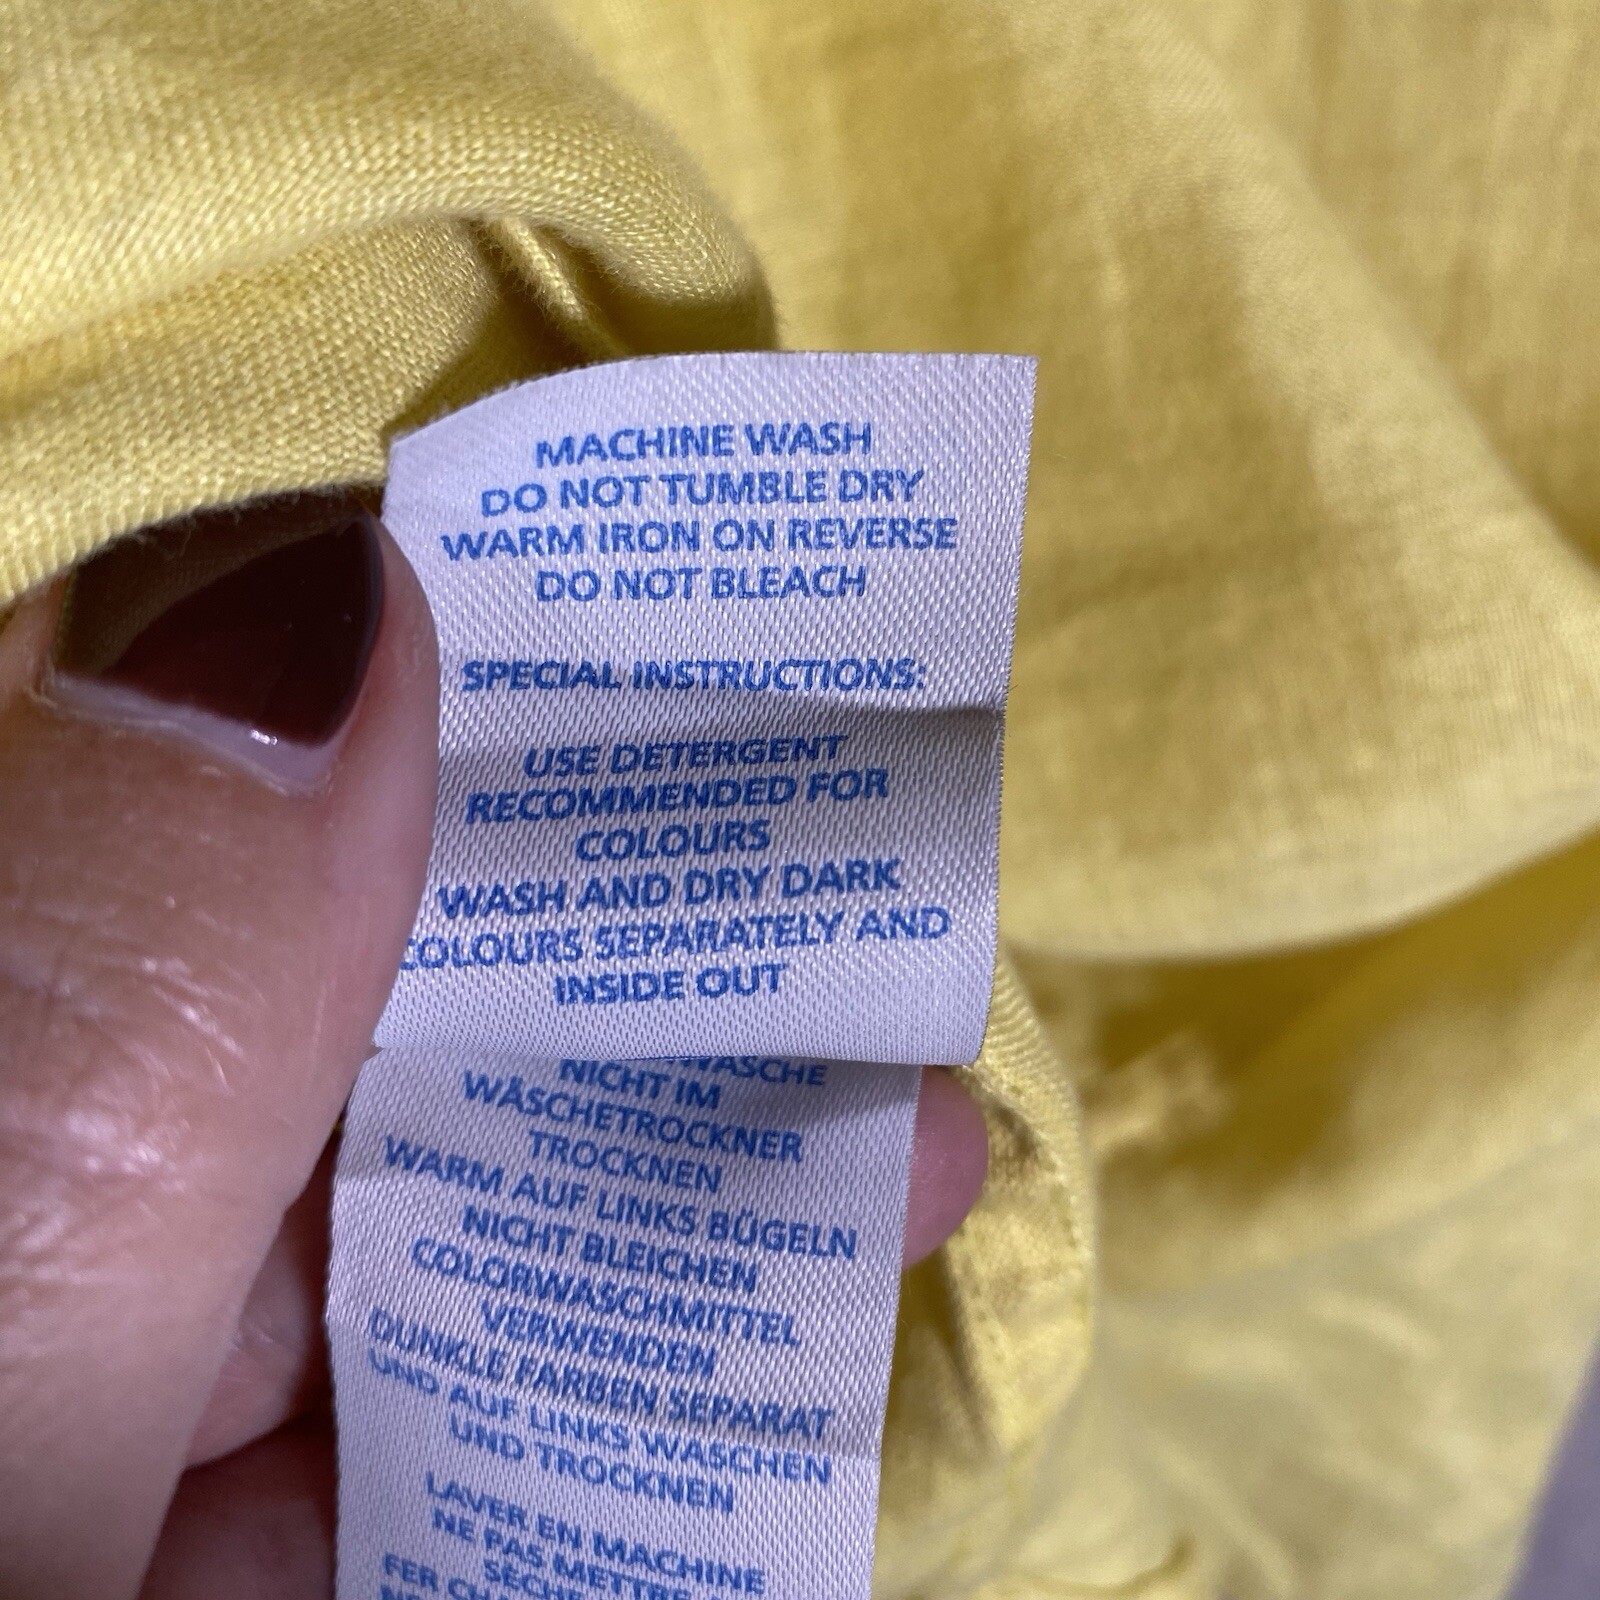 MACHINE WASH
DO NOT TUMBLE DRY
WARM IRON ON REVERSE
DO NOT BLEACH
SPECIAL INSTRUCTIONS:
USE DETERGENT
RECOMMENDED FOR
COLOURS
WASH AND DRY DARK
COLOURS SEPARATELY AND
INSIDE OUT
NICHT IM
WÄSCHETROCKNER
TROCKNEN
WARM AUF LINKS BÜGELN
NICHT BLEICHEN
COLORWASCHMITTEL
VERWENDEN
DUNKLE FARBEN SEPARAT
UND AUF LINKS WASCHEN
UND TROCKNEN
LAVER EN MACHINE
NE PAS METTRE
FER